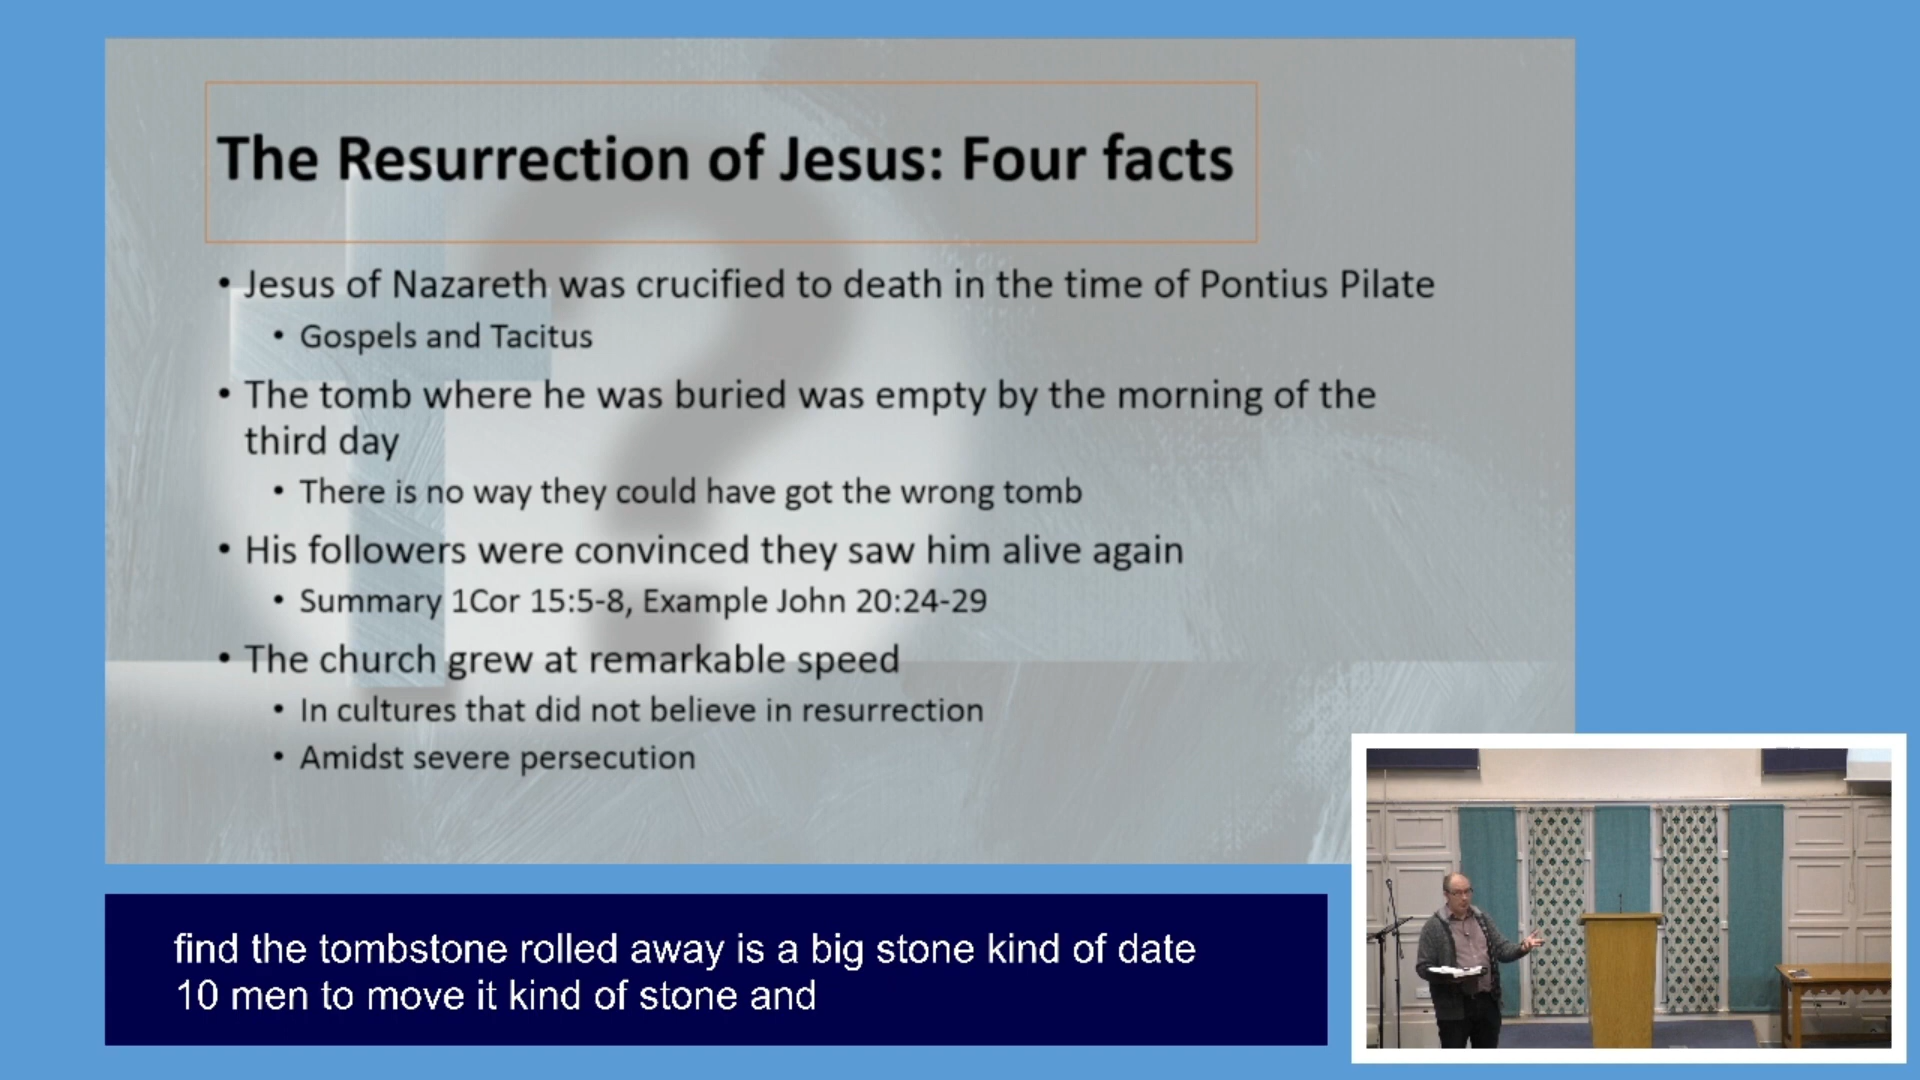 The Resurrection of Jesus: Four facts
• Jesus of Nazareth was crucified to death in the time of Pontius Pilate
• Gospels and Tacitus
• The tomb where he was buried was empty by the morning of the
third day
• There is no way they could have got the wrong tomb
• His followers were convinced they saw him alive again
• Summary 1Cor 15:5-8, Example John 20:24-29
• The church grew at remarkable speed
• In cultures that did not believe in resurrection
• Amidst severe persecution
find the tombstone rolled away is a big stone kind of date
10 men to move it kind of stone and